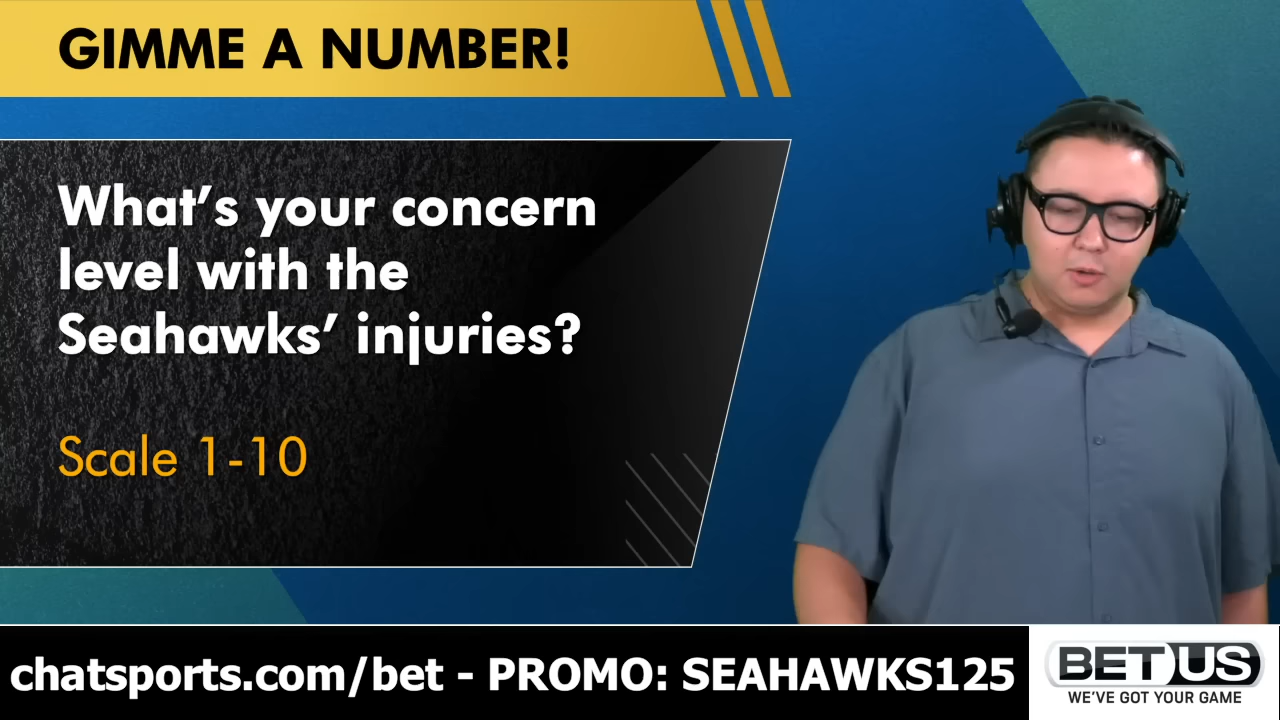 GIMME A NUMBER!
What's your concern
level with the
Seahawks' injuries?
Scale 1-10
chatsports.com/bet - PROMO: SEAHAWKS125
BETUS
WE'VE GOT YOUR GAME